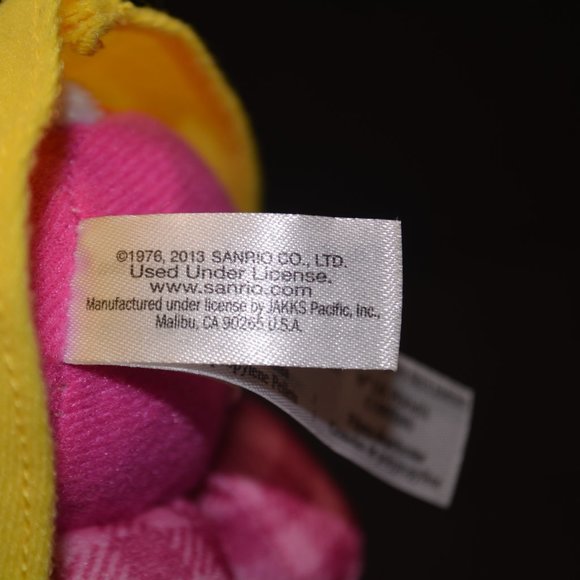 ©1976, 2013 SANRIO CO., LTD.
Used Under License.
www.sanrio.com
Manufactured under license by JAKKS Pacific, Inc.,
Malibu, CA 90265 U.S.A.